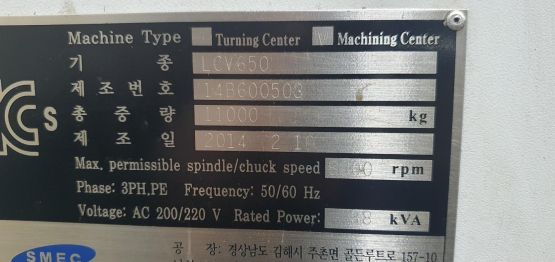 Machine Type Turning Center V Machining Center
기 종 LCV650
제 조 번 호 14B600503
총 중 량 11000 kg
제 조 일 2014 2
Max, permissible spindle/chuck speed rpm
Phase: 3PH,PE Frequency: 50/60 Hz
Voltage: AC 200/220 V Rated Power: kVA
SMEC
공 장: 경상남도 김해시 주촌면 골든루트로 157-10
S